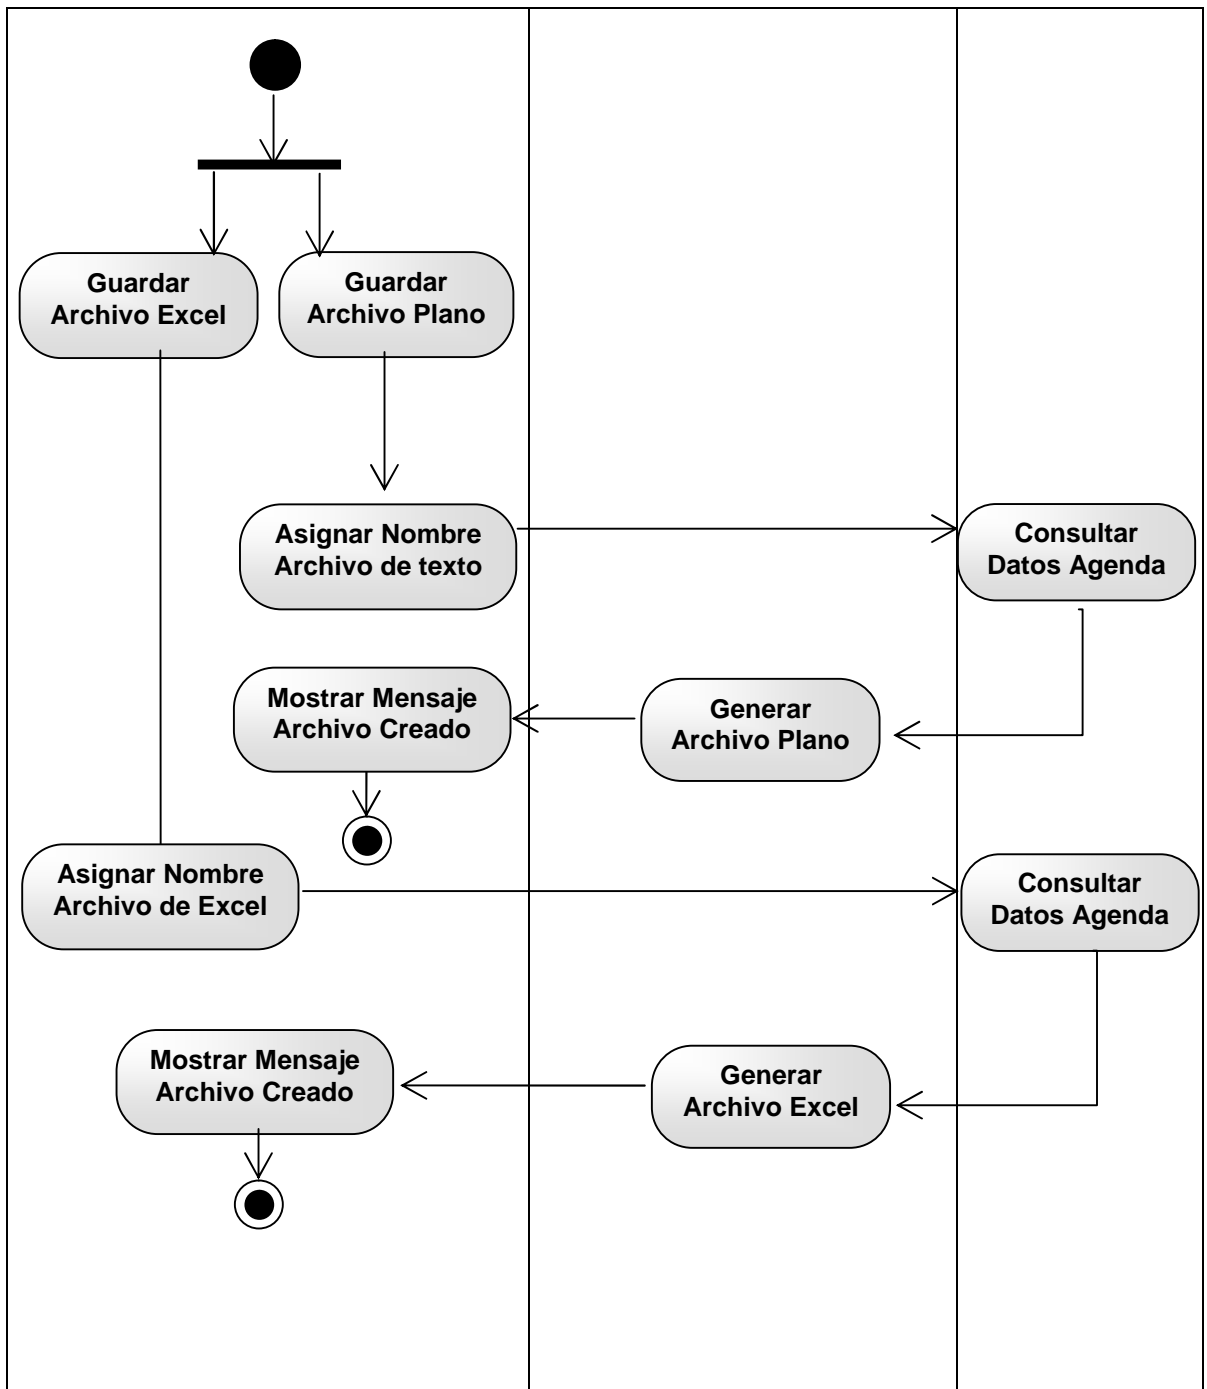 Guardar
Archivo Excel
Guardar
Archivo Plano
Asignar Nombre
Archivo de texto
Consultar
Datos Agenda
Mostrar Mensaje
Archivo Creado
Generar
Archivo Plano
Asignar Nombre
Archivo de Excel
Consultar
Datos Agenda
Mostrar Mensaje
Archivo Creado
Generar
Archivo Excel